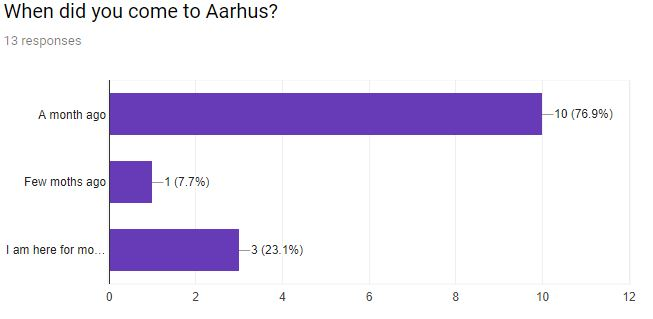 When did you come to Aarhus?
13 responses
A month ago
10 (76.9%)
Few moths ago
1 (7.7%)
I am here for mo...
3 (23.1%)
0 2 4 6 8 10 12